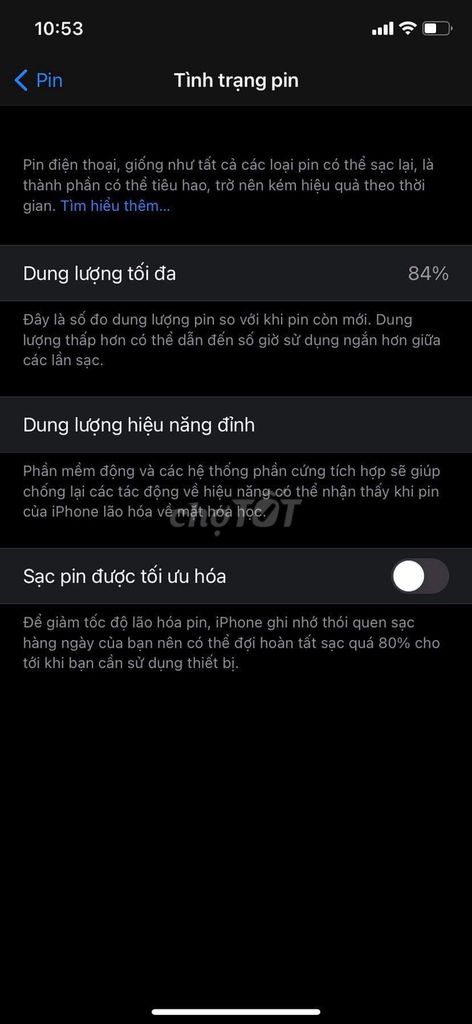 10:53
Pin
Tình trạng pin
Pin điện thoại, giống như tất cả các loại pin có thể sạc lại, là
thành phần có thể tiêu hao, trở nên kém hiệu quả theo thời
gian. Tìm hiểu thêm...
Dung lượng tối đa 84%
Đây là số đo dung lượng pin so với khi pin còn mới. Dung
lượng thấp hơn có thể dẫn đến số giờ sử dụng ngắn hơn giữa
các lần sạc.
Dung lượng hiệu năng đỉnh
Phần mềm động và các hệ thống phần cứng tích hợp sẽ giúp
chống lại các tác động về hiệu năng có thể nhận thấy khi pin
của iPhone lão hóa về mặt hóa học.
chợTỐT
Sạc pin được tối ưu hóa
Để giảm tốc độ lão hóa pin, iPhone ghi nhớ thói quen sạc
hàng ngày của bạn nên có thể đợi hoàn tất sạc quá 80% cho
tới khi bạn cần sử dụng thiết bị.